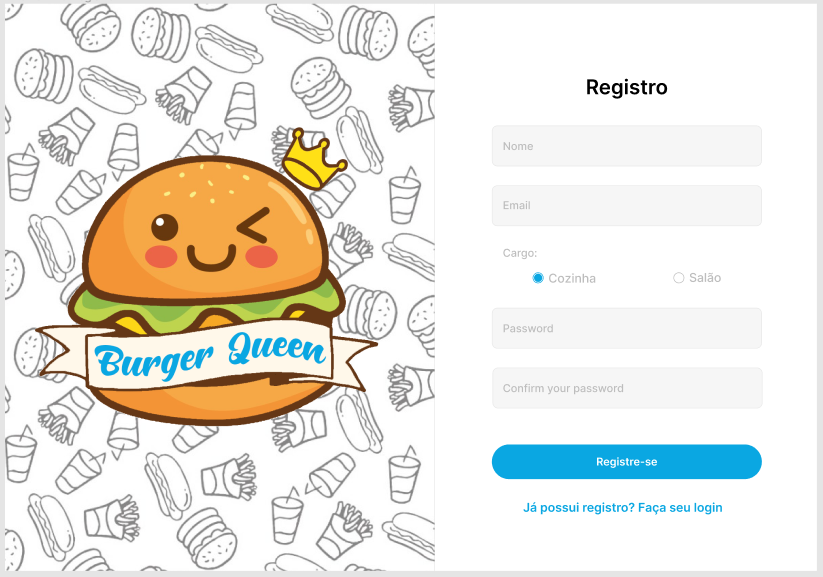 Burger Queen
Registro
Nome
Email
Cargo:
Cozinha Salão
Password
Confirm your password
Registre-se
Já possui registro? Faça seu login